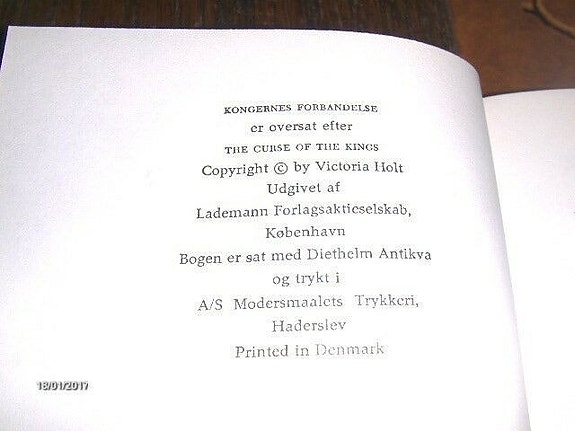 KONGERNES FORBANDELSE
er oversat efter
THE CURSE OF THE KINGS
Copyright © by Victoria Holt
Udgivet af
Lademann Forlagsaktieselskab,
København
Bogen er sat med Diethelm Antikva
og trykt i
A/S Modersmaalets Trykkeri,
Haderslev
Printed in Denmark
18/01/2017